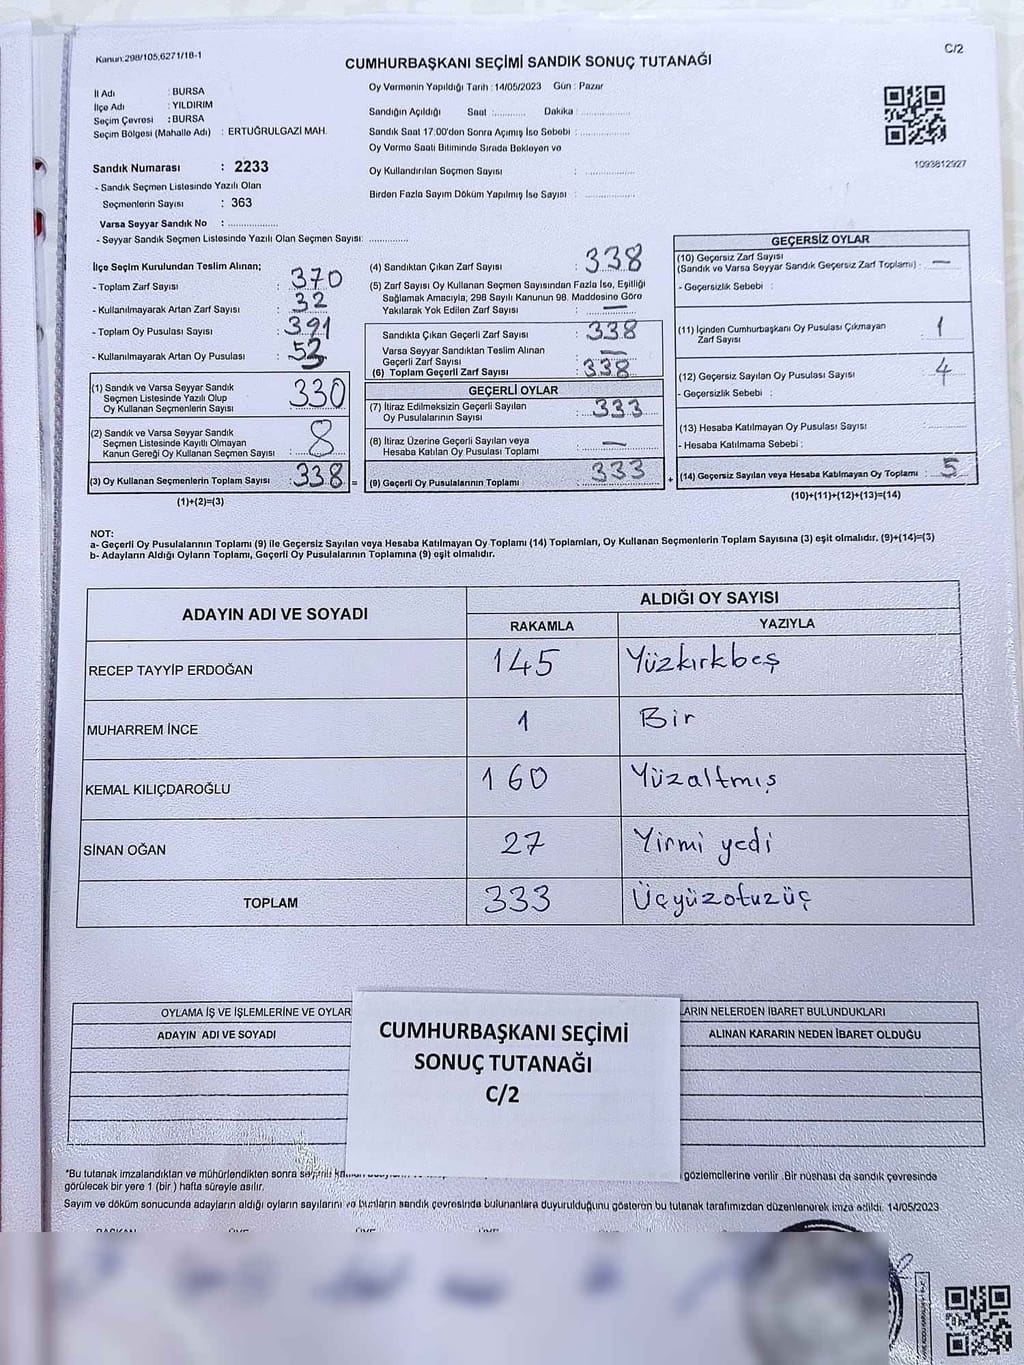 Kanun:298/105,6271/18-1
C/2
CUMHURBAŞKANI SEÇİMİ SANDIK SONUÇ TUTANAĞI
İl Adı : BURSA
İlçe Adı : YILDIRIM
Seçim Çevresi : BURSA
Seçim Bölgesi (Mahalle Adı) : ERTUĞRULGAZİ MAH.
Sandık Numarası : 2233
- Sandık Seçmen Listesinde Yazılı Olan
Seçmenlerin Sayısı : 363
Varsa Seyyar Sandık No : ..................
- Seyyar Sandık Seçmen Listesinde Yazılı Olan Seçmen Sayısı: ..............
Oy Vermenin Yapıldığı Tarih : 14/05/2023 Gün : Pazar
Sandığın Açıldığı Saat :............ Dakika :..................
Sandık Saat 17.00'den Sonra Açımış İse Sebebi :..................
Oy Verme Saati Bitiminde Sırada Bekleyen ve
Oy Kullandırılan Seçmen Sayısı : ..................
Birden Fazla Sayım Döküm Yapılmış İse Sayısı : ..................
1093812927
İlçe Seçim Kurulundan Teslim Alınan;
- Toplam Zarf Sayısı : 370
- Kullanılmayarak Artan Zarf Sayısı : 32
- Toplam Oy Pusulası Sayısı : 391
- Kullanılmayarak Artan Oy Pusulası : 53
(1) Sandık ve Varsa Seyyar Sandık
Seçmen Listesinde Yazılı Olup
Oy Kullanan Seçmenlerin Sayısı : 330
(2) Sandık ve Varsa Seyyar Sandık
Seçmen Listesinde Kayıtlı Olmayan
Kanun Gereği Oy Kullanan Seçmen Sayısı : 8
(3) Oy Kullanan Seçmenlerin Toplam Sayısı : 338 =
(1)+(2)=(3)
(4) Sandıktan Çıkan Zarf Sayısı : 338
(5) Zarf Sayısı Oy Kullanan Seçmen Sayısından Fazla İse, Eşitliği
Sağlamak Amacıyla, 298 Sayılı Kanunun 98. Maddesine Göre
Yakılarak Yok Edilen Zarf Sayısı : —
Sandıkta Çıkan Geçerli Zarf Sayısı : 338
Varsa Seyyar Sandıktan Teslim Alınan
Geçerli Zarf Sayısı : —
(6) Toplam Geçerli Zarf Sayısı : 338
GEÇERLİ OYLAR
(7) İtiraz Edilmeksizin Geçerli Sayılan
Oy Pusulalarının Sayısı : 333
(8) İtiraz Üzerine Geçerli Sayılan veya
Hesaba Katılan Oy Pusulası Toplamı : —
(9) Geçerli Oy Pusulalarının Toplamı : 333 +
GEÇERSİZ OYLAR
(10) Geçersiz Zarf Sayısı
(Sandık ve Varsa Seyyar Sandık Geçersiz Zarf Toplamı) : —
- Geçersizlik Sebebi :
(11) İçinden Cumhurbaşkanı Oy Pusulası Çıkmayan
Zarf Sayısı : 1
(12) Geçersiz Sayılan Oy Pusulası Sayısı : 4
- Geçersizlik Sebebi :
(13) Hesaba Katılmayan Oy Pusulası Sayısı :
- Hesaba Katılmama Sebebi :
(14) Geçersiz Sayılan veya Hesaba Katılmayan Oy Toplamı : 5
(10)+(11)+(12)+(13)=(14)
NOT:
a- Geçerli Oy Pusulalarının Toplamı (9) ile Geçersiz Sayılan veya Hesaba Katılmayan Oy Toplamı (14) Toplamları, Oy Kullanan Seçmenlerin Toplam Sayısına (3) eşit olmalıdır. (9)+(14)=(3)
b- Adayların Aldığı Oyların Toplamı, Geçerli Oy Pusulalarının Toplamına (9) eşit olmalıdır.
ADAYIN ADI VE SOYADI ALDIĞI OY SAYISI
RAKAMLA YAZIYLA
RECEP TAYYİP ERDOĞAN 145 Yüzkırkbeş
MUHARREM İNCE 1 Bir
KEMAL KILIÇDAROĞLU 160 Yüzaltmış
SİNAN OĞAN 27 Yirmi yedi
TOPLAM 333 Üçyüzotuzüç
OYLAMA İŞ VE İŞLEMLERİNE VE OYLAR
ARIN NELERDEN İBARET BULUNDUKLARI
ADAYIN ADI VE SOYADI
ALINAN KARARIN NEDEN İBARET OLDUĞU
CUMHURBAŞKANI SEÇİMİ
SONUÇ TUTANAĞI
C/2
*Bu tutanak imzalandıktan ve mühürlendikten sonra gözlemcilerine verilir. Bir nüshası da sandık çevresinde
görülecek bir yere 1 (bir ) hafta süreyle asılır.
Sayım ve döküm sonucunda adayların aldığı oyların sayılarını ve bunların sandık çevresinde bulunanlara duyurulduğunu gösteren bu tutanak tarafımızdan düzenlenerek imza edildi. 14/05/2023